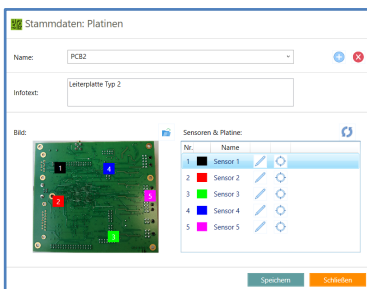 Stammdaten: Platinen
Name: PCB2
Infotext: Leiterplatte Typ 2
Bild: Sensoren & Platine:
Nr. Name
1 Sensor 1
2 Sensor 2
3 Sensor 3
4 Sensor 4
5 Sensor 5
1
4
5
2
3
Speichern Schließen